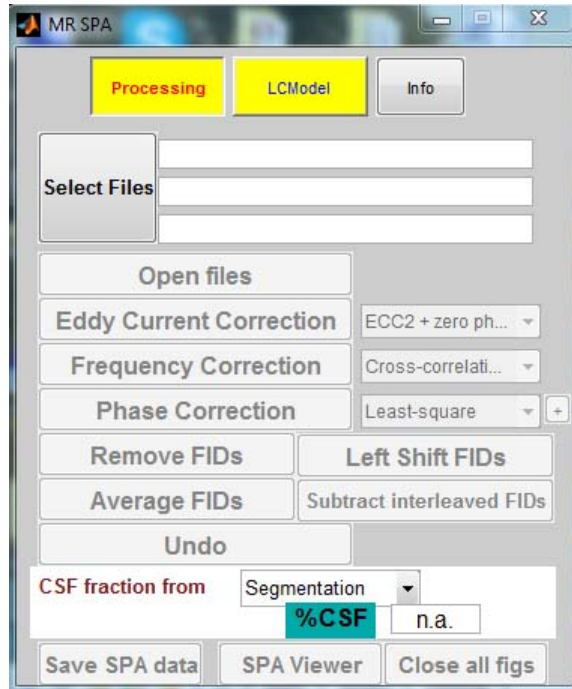 MR SPA
Processing LCModel Info
Select Files
Open files
Eddy Current Correction ECC2 + zero ph...
Frequency Correction Cross-correlati...
Phase Correction Least-square +
Remove FIDs Left Shift FIDs
Average FIDs Subtract interleaved FIDs
Undo
CSF fraction from Segmentation
%CSF n.a.
Save SPA data SPA Viewer Close all figs